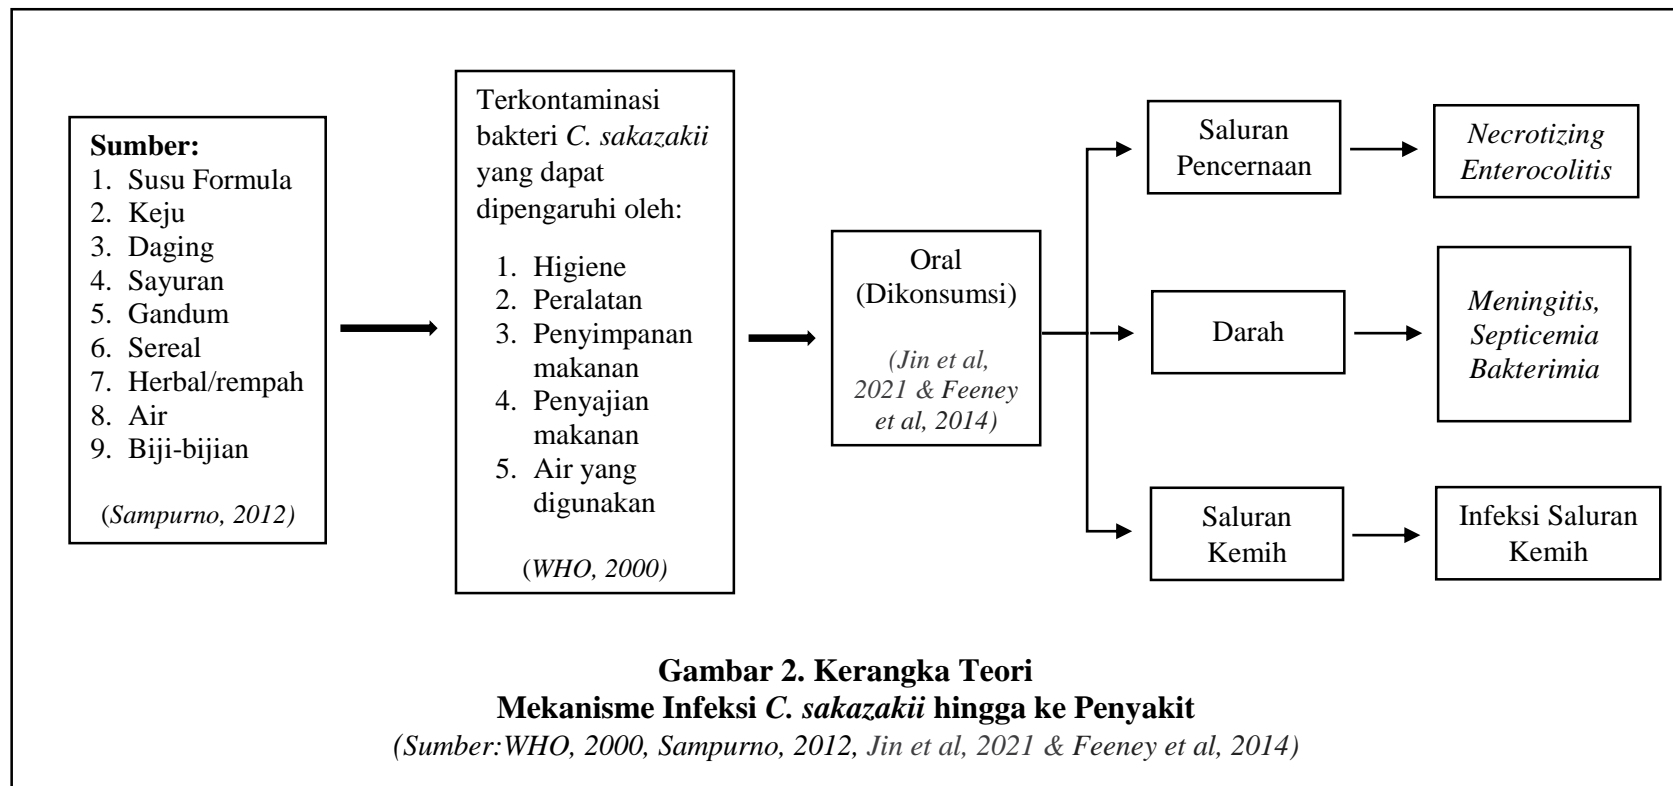 Sumber:
1. Susu Formula
2. Keju
3. Daging
4. Sayuran
5. Gandum
6. Sereal
7. Herbal/rempah
8. Air
9. Biji-bijian
(Sampurno, 2012)
Terkontaminasi
bakteri C. sakazakii
yang dapat
dipengaruhi oleh:
1. Higiene
2. Peralatan
3. Penyimpanan
makanan
4. Penyajian
makanan
5. Air yang
digunakan
(WHO, 2000)
Oral
(Dikonsumsi)
(Jin et al,
2021 & Feeney
et al, 2014)
Saluran
Pencernaan
Necrotizing
Enterocolitis
Darah
Meningitis,
Septicemia
Bakterimia
Saluran
Kemih
Infeksi Saluran
Kemih
Gambar 2. Kerangka Teori
Mekanisme Infeksi C. sakazakii hingga ke Penyakit
(Sumber:WHO, 2000, Sampurno, 2012, Jin et al, 2021 & Feeney et al, 2014)